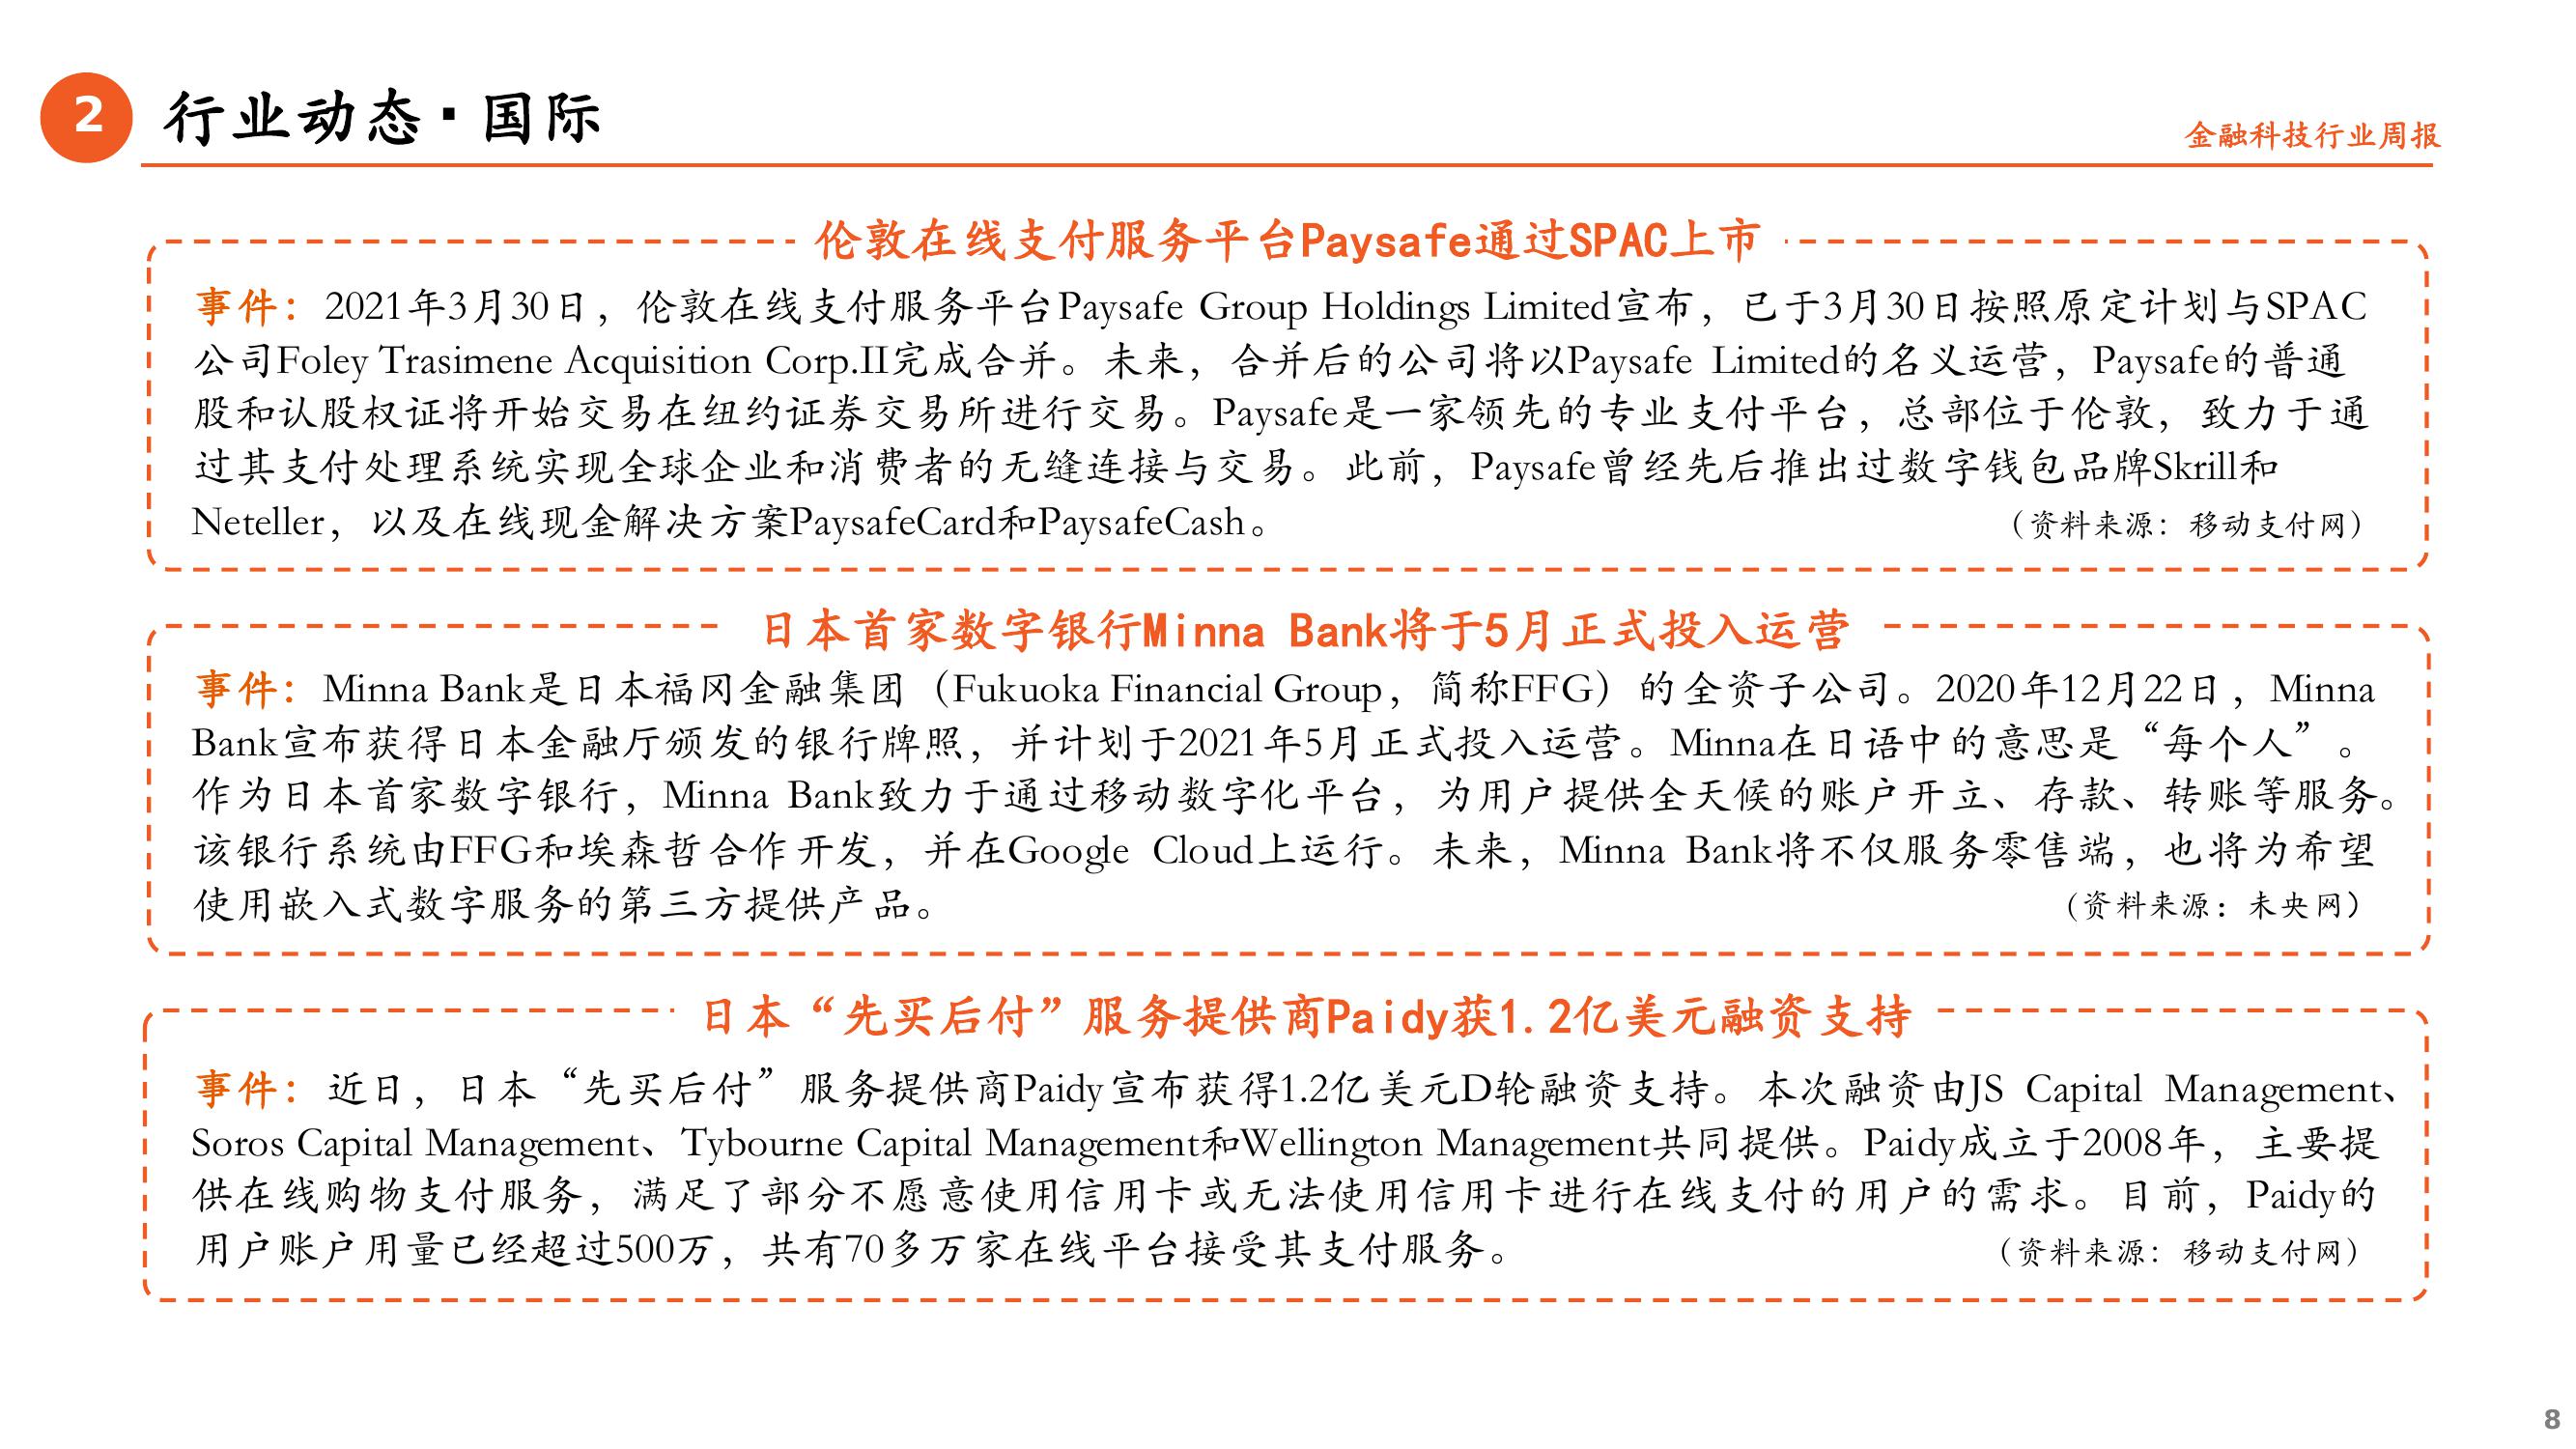 2
行业动态·国际
金融科技行业周报
伦敦在线支付服务平台Paysafe通过SPAC上市
事件：2021年3月30日，伦敦在线支付服务平台Paysafe Group Holdings Limited宣布，已于3月30日按照原定计划与SPAC
公司Foley Trasimene Acquisition Corp.II完成合并。未来，合并后的公司将以Paysafe Limited的名义运营，Paysafe的普通
股和认股权证将开始交易在纽约证券交易所进行交易。Paysafe是一家领先的专业支付平台，总部位于伦敦，致力于通
过其支付处理系统实现全球企业和消费者的无缝连接与交易。此前，Paysafe曾经先后推出过数字钱包品牌Skrill和
Neteller，以及在线现金解决方案PaysafeCard和PaysafeCash。
（资料来源：移动支付网）
日本首家数字银行Minna Bank将于5月正式投入运营
事件：Minna Bank是日本福冈金融集团（Fukuoka Financial Group，简称FFG）的全资子公司。2020年12月22日，Minna
Bank宣布获得日本金融厅颁发的银行牌照，并计划于2021年5月正式投入运营。Minna在日语中的意思是“每个人”。
作为日本首家数字银行，Minna Bank致力于通过移动数字化平台，为用户提供全天候的账户开立、存款、转账等服务。
该银行系统由FFG和埃森哲合作开发，并在Google Cloud上运行。未来，Minna Bank将不仅服务零售端，也将为希望
使用嵌入式数字服务的第三方提供产品。
（资料来源：未央网）
日本“先买后付”服务提供商Paidy获1.2亿美元融资支持
事件：近日，日本“先买后付”服务提供商Paidy宣布获得1.2亿美元D轮融资支持。本次融资由JS Capital Management、
Soros Capital Management、Tybourne Capital Management和Wellington Management共同提供。Paidy成立于2008年，主要提
供在线购物支付服务，满足了部分不愿意使用信用卡或无法使用信用卡进行在线支付的用户的需求。目前，Paidy的
用户账户用量已经超过500万，共有70多万家在线平台接受其支付服务。
（资料来源：移动支付网）
8